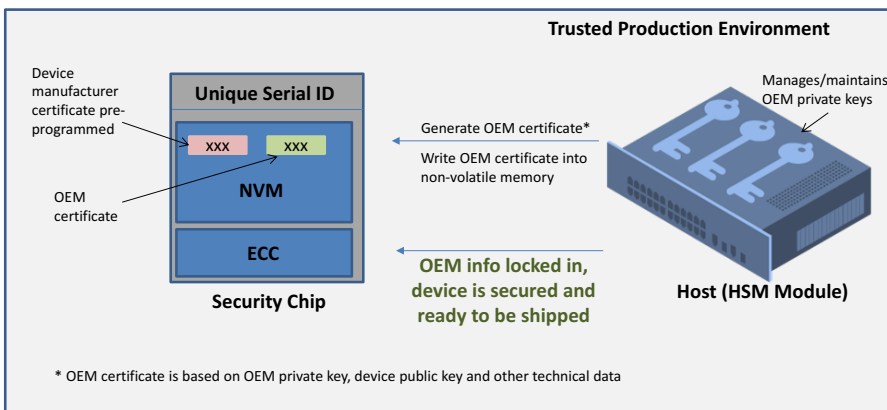 Trusted Production Environment
Device
manufacturer
certificate pre-
programmed
Unique Serial ID
xxx
xxx
NVM
OEM
certificate
ECC
Security Chip
Generate OEM certificate*
Write OEM certificate into
non-volatile memory
OEM info locked in,
device is secured and
ready to be shipped
Manages/maintains
OEM private keys
Host (HSM Module)
* OEM certificate is based on OEM private key, device public key and other technical data